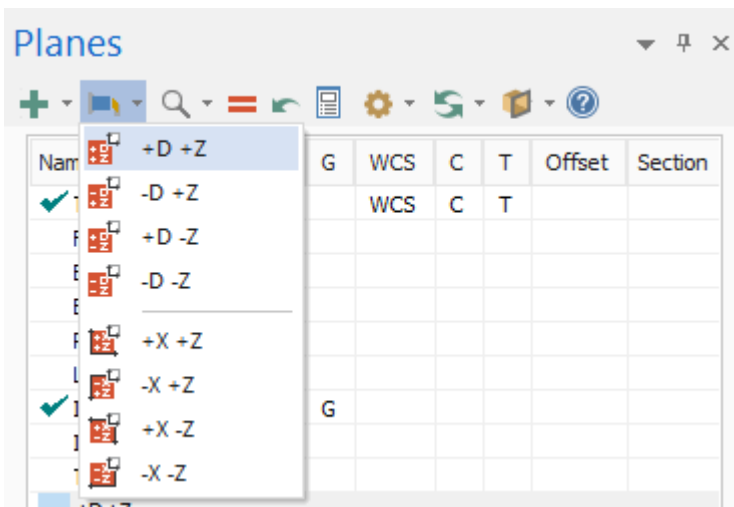 Planes
Nam G WCS C T Offset Section
+D +Z
WCS C T
-D +Z
+D -Z
-D -Z
+X +Z
-X +Z
G
+X -Z
-X -Z